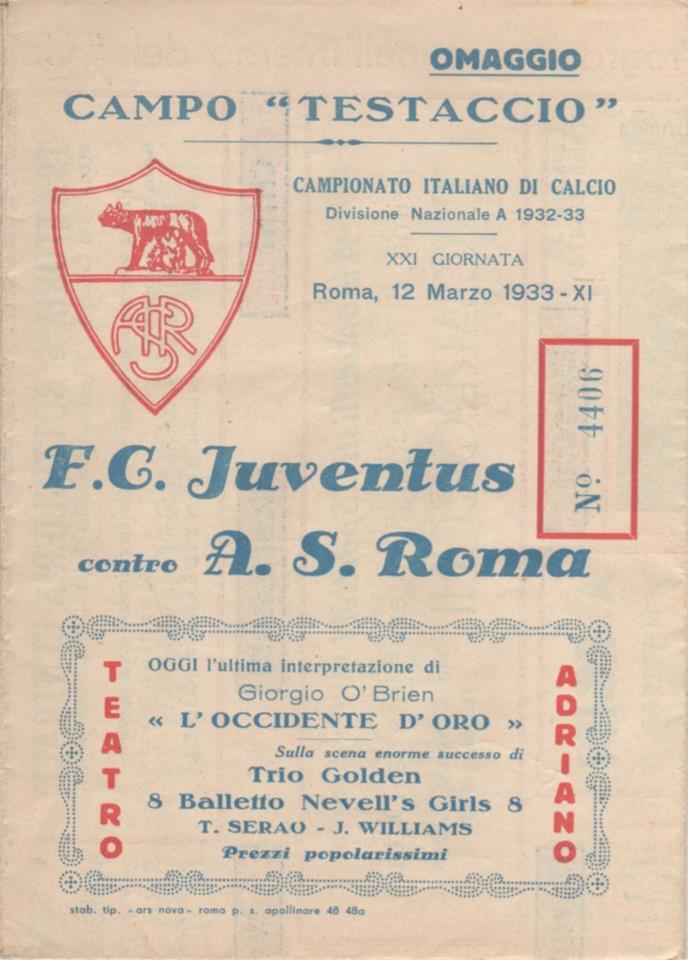 OMAGGIO
CAMPO "TESTACCIO"
CAMPIONATO ITALIANO DI CALCIO
Divisione Nazionale A 1932-33
XXI GIORNATA
Roma, 12 Marzo 1933 - XI
ASR
Nº 4406
F.C. Juventus
contro A. S. Roma
TEATRO
OGGI l'ultima interpretazione di
Giorgio O'Brien
« L'OCCIDENTE D'ORO »
Sulla scena enorme successo di
Trio Golden
8 Balletto Nevell's Girls 8
T. SERAO - J. WILLIAMS
Prezzi popolarissimi
ADRIANO
stab. tip. - ars nova - roma p. s. apollinare 48 48a